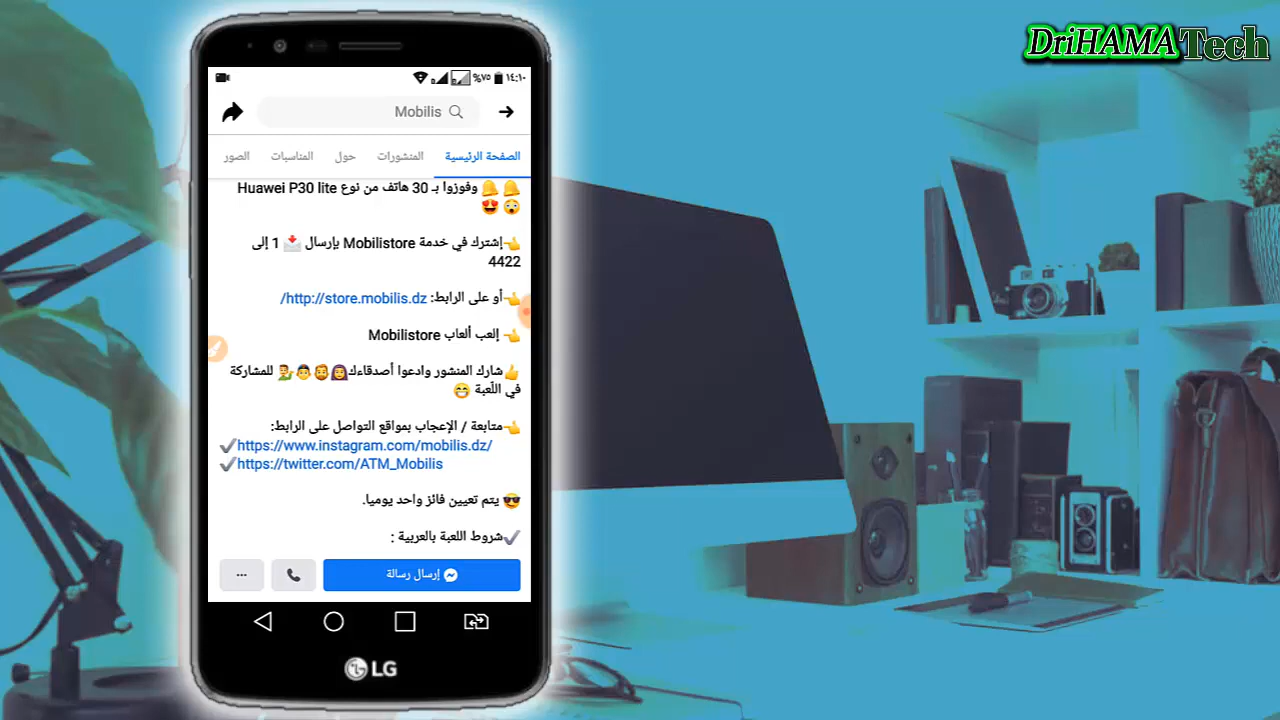 DriHAMA Tech
%٧٥ ١٤:١٠
Mobilis
الصفحة الرئيسية
المنشورات
حول
المناسبات
الصور
وفوزوا بـ 30 هاتف من نوع Huawei P30 lite
إشترك في خدمة Mobilistore بإرسال 1 إلى
4422
أو على الرابط: http://store.mobilis.dz/
إلعب ألعاب Mobilistore
شارك المنشور وادعوا أصدقاءك للمشاركة
في اللّعبة
متابعة / الإعجاب بمواقع التواصل على الرابط:
https://www.instagram.com/mobilis.dz/
https://twitter.com/ATM_Mobilis
يتم تعيين فائز واحد يوميا.
شروط اللعبة بالعربية :
إرسال رسالة
LG